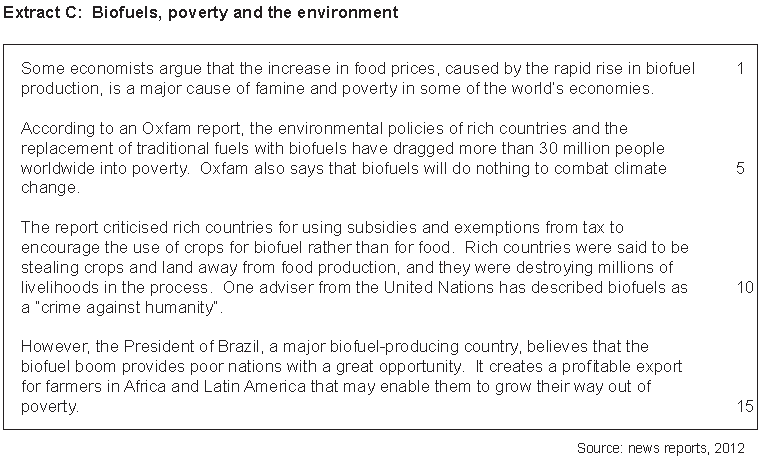 Extract C: Biofuels, poverty and the environment
Some economists argue that the increase in food prices, caused by the rapid rise in biofuel 1
production, is a major cause of famine and poverty in some of the world's economies.
According to an Oxfam report, the environmental policies of rich countries and the
replacement of traditional fuels with biofuels have dragged more than 30 million people
worldwide into poverty. Oxfam also says that biofuels will do nothing to combat climate 5
change.
The report criticised rich countries for using subsidies and exemptions from tax to
encourage the use of crops for biofuel rather than for food. Rich countries were said to be
stealing crops and land away from food production, and they were destroying millions of
livelihoods in the process. One adviser from the United Nations has described biofuels as 10
a "crime against humanity".
However, the President of Brazil, a major biofuel-producing country, believes that the
biofuel boom provides poor nations with a great opportunity. It creates a profitable export
for farmers in Africa and Latin America that may enable them to grow their way out of
poverty. 15
Source: news reports, 2012